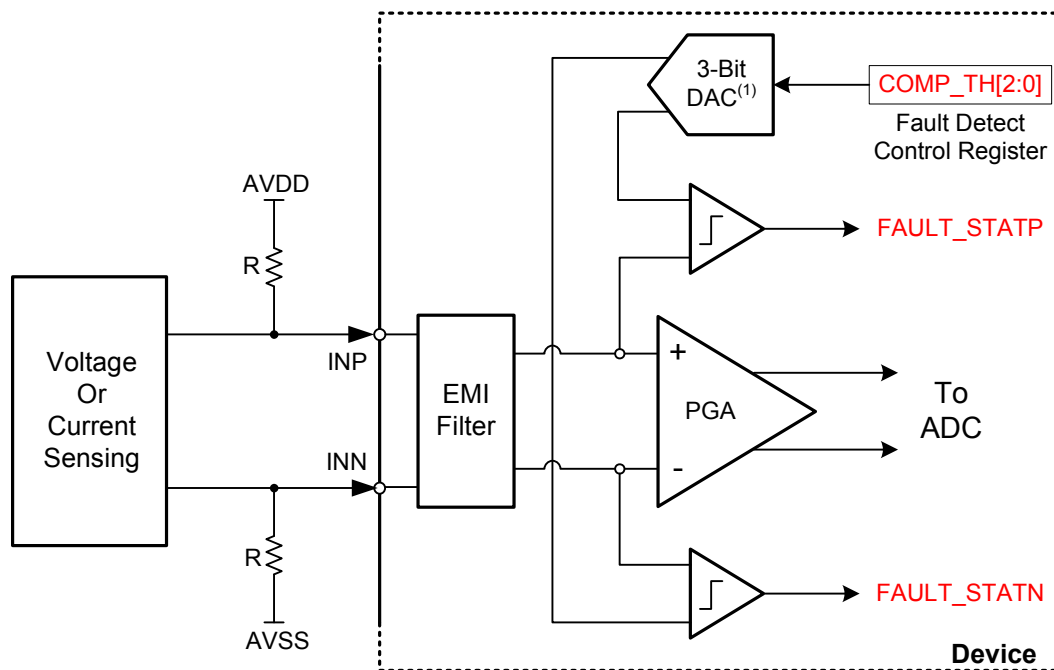 3-Bit
DAC(1)
COMP_TH[2:0]
Fault Detect
Control Register
AVDD
R
FAULT_STATP
Voltage
Or
Current
Sensing
INP
EMI
Filter
+
PGA
-
To
ADC
INN
R
FAULT_STATN
AVSS
Device